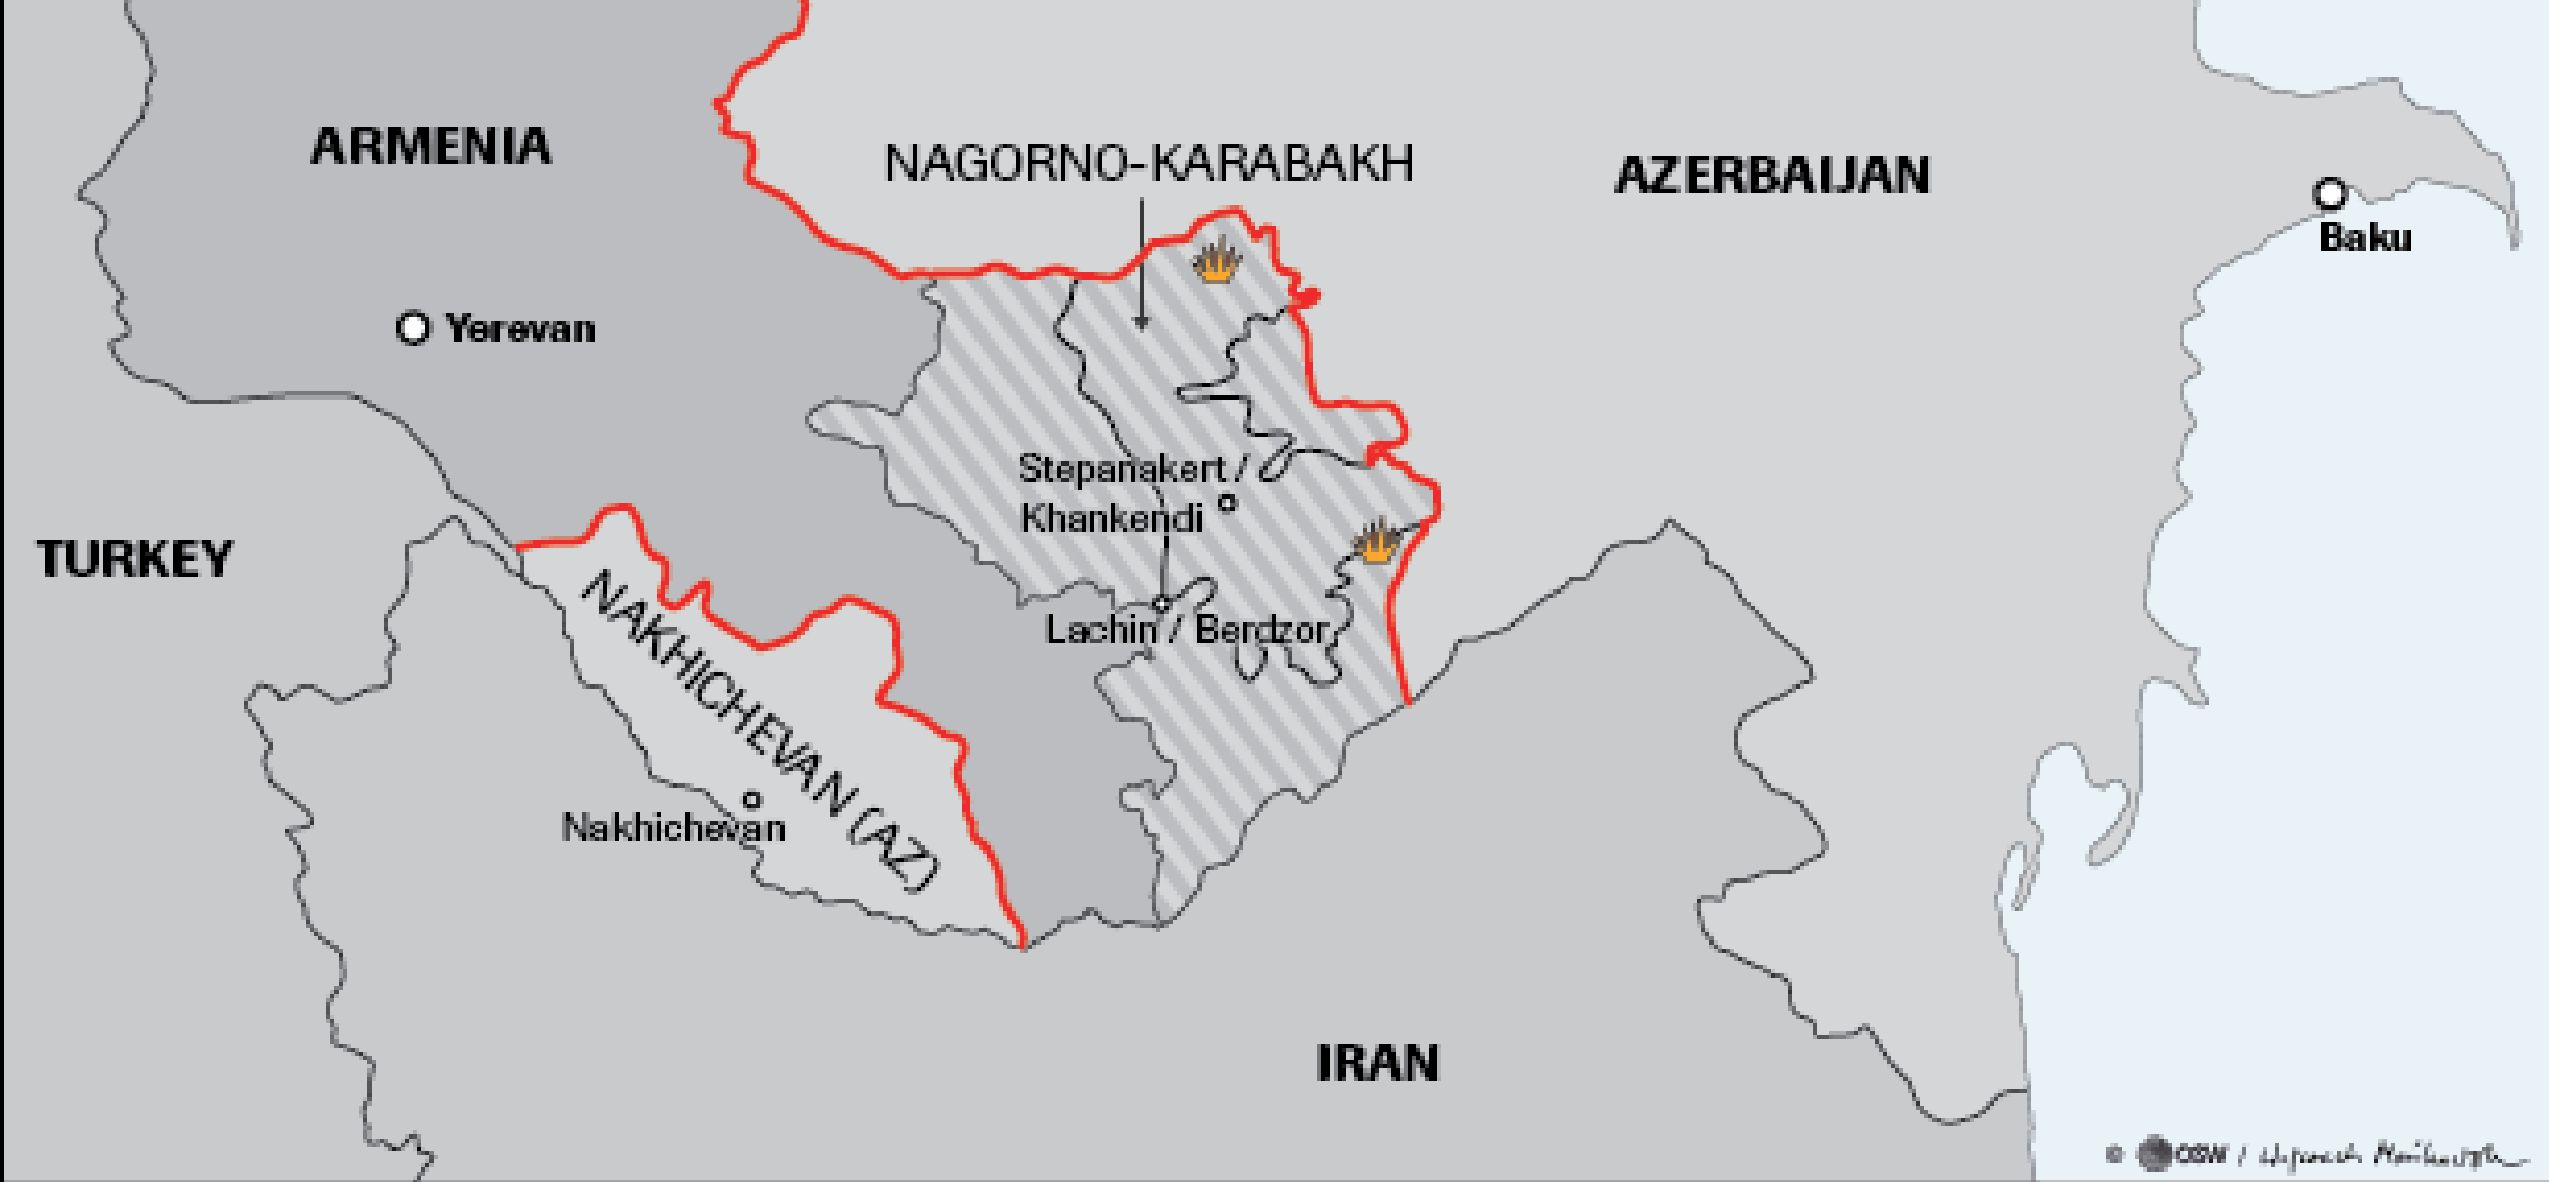 ARMENIA
NAGORNO-KARABAKH
AZERBAIJAN
Baku
Yerevan
Stepanakert /
Khankendi
TURKEY
Lachin / Berdzor
NAKHICHEVAN (AZ)
Nakhichevan
IRAN
© OSW /